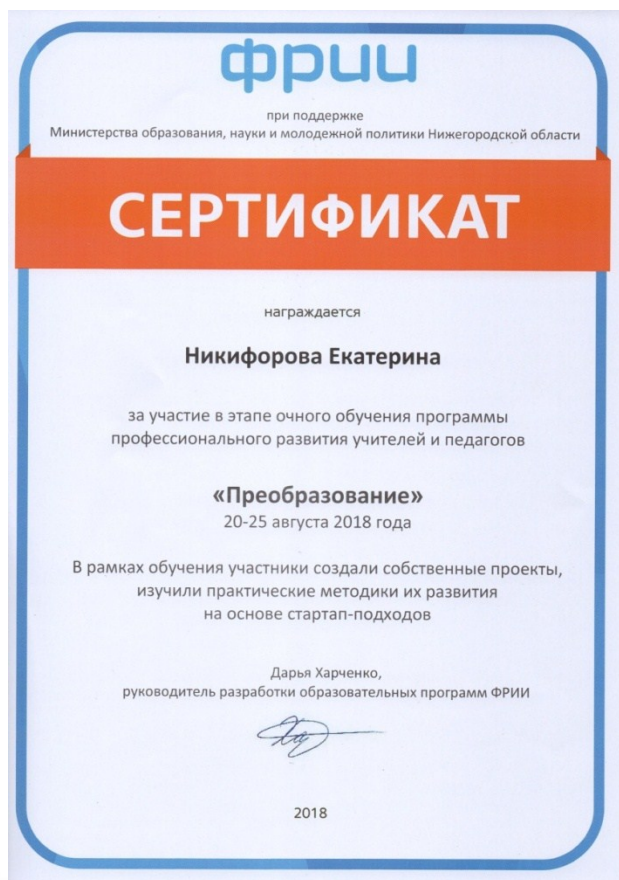 фрии
при поддержке
Министерства образования, науки и молодежной политики Нижегородской области
СЕРТИФИКАТ
награждается
Никифорова Екатерина
за участие в этапе очного обучения программы
профессионального развития учителей и педагогов
«Преобразование»
20-25 августа 2018 года
В рамках обучения участники создали собственные проекты,
изучили практические методики их развития
на основе стартап-подходов
Дарья Харченко,
руководитель разработки образовательных программ ФРИИ
2018